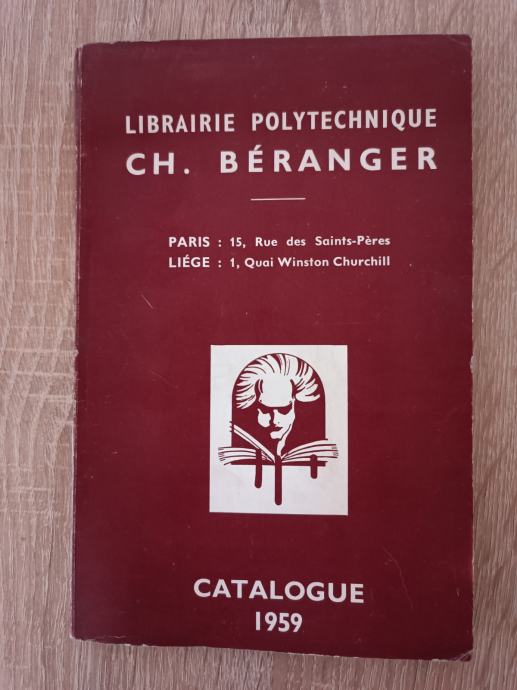 LIBRAIRIE POLYTECHNIQUE
CH. BÉRANGER
PARIS : 15, Rue des Saints-Pères
LIÉGE : 1, Quai Winston Churchill
CATALOGUE
1959